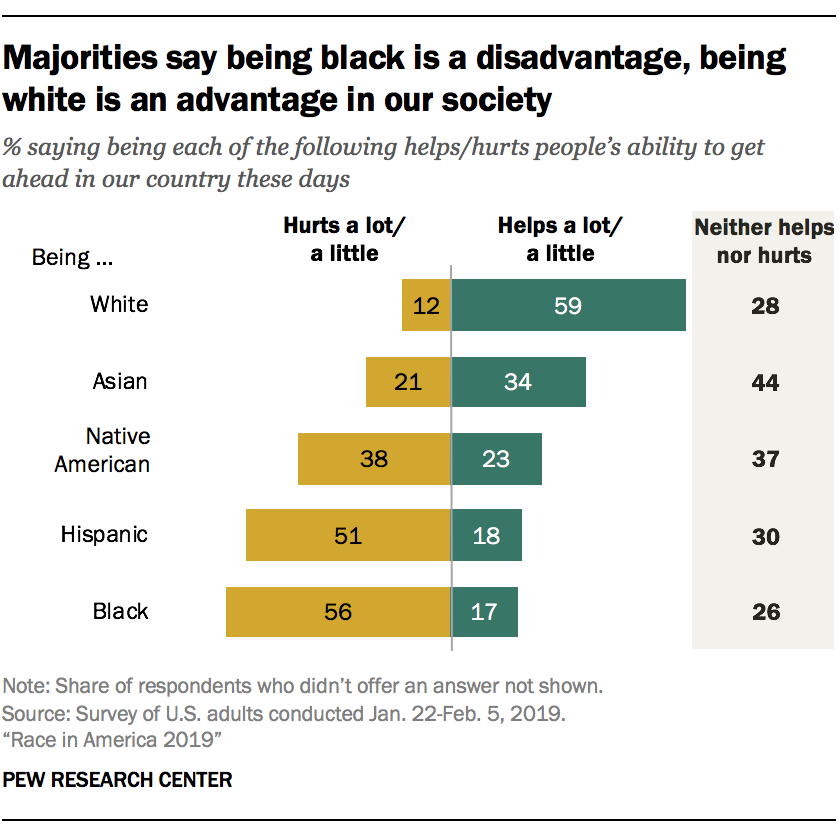 Majorities say being black is a disadvantage, being
white is an advantage in our society
% saying being each of the following helps/hurts people's ability to get
ahead in our country these days
Hurts a lot/
a little
Helps a lot/
a little
Neither helps
nor hurts
Being ...
White 12 59 28
Asian 21 34 44
Native
American 38 23 37
Hispanic 51 18 30
Black 56 17 26
Note: Share of respondents who didn't offer an answer not shown.
Source: Survey of U.S. adults conducted Jan. 22-Feb. 5, 2019.
“Race in America 2019”
PEW RESEARCH CENTER